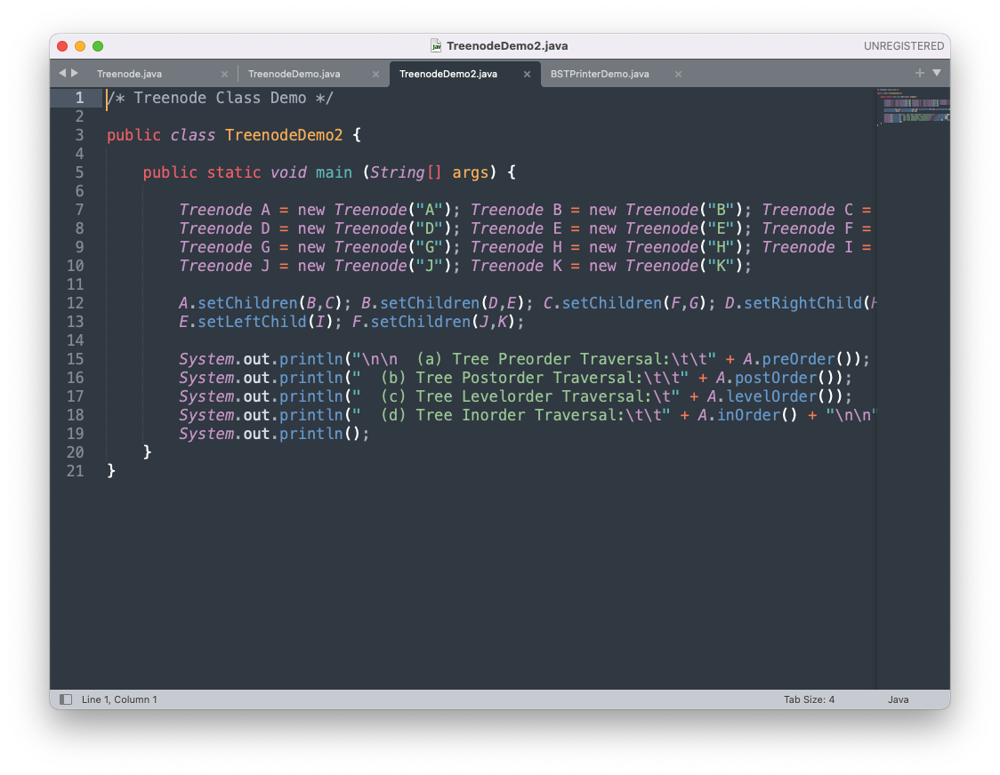 TreenodeDemo2.java
UNREGISTERED
Treenode.java × TreenodeDemo.java × TreenodeDemo2.java × BSTPrinterDemo.java ×
1 /* Treenode Class Demo */
2
3 public class TreenodeDemo2 {
4
5 public static void main (String[] args) {
6
7 Treenode A = new Treenode("A"); Treenode B = new Treenode("B"); Treenode C =
8 Treenode D = new Treenode("D"); Treenode E = new Treenode("E"); Treenode F =
9 Treenode G = new Treenode("G"); Treenode H = new Treenode("H"); Treenode I =
10 Treenode J = new Treenode("J"); Treenode K = new Treenode("K");
11
12 A.setChildren(B,C); B.setChildren(D,E); C.setChildren(F,G); D.setRightChild(H
13 E.setLeftChild(I); F.setChildren(J,K);
14
15 System.out.println("\n\n  (a) Tree Preorder Traversal:\t\t" + A.preOrder());
16 System.out.println("  (b) Tree Postorder Traversal:\t\t" + A.postOrder());
17 System.out.println("  (c) Tree Levelorder Traversal:\t" + A.levelOrder());
18 System.out.println("  (d) Tree Inorder Traversal:\t\t" + A.inOrder() + "\n\n"
19 System.out.println();
20 }
21 }
Line 1, Column 1
Tab Size: 4
Java